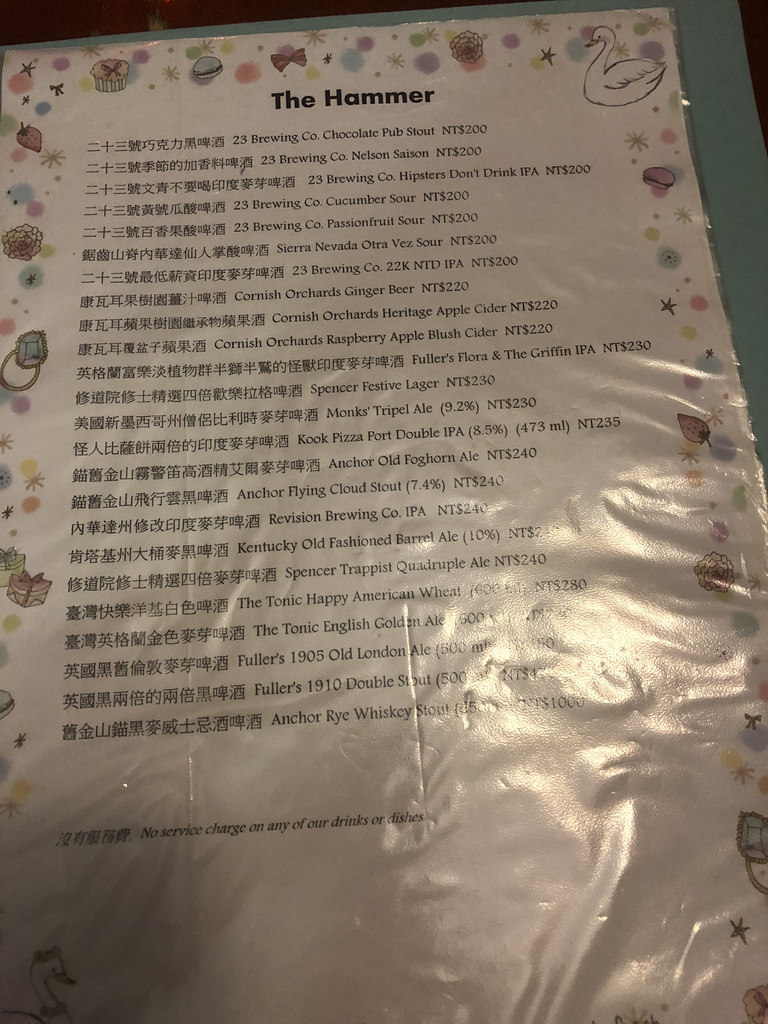 The Hammer
二十三號巧克力黑啤酒 23 Brewing Co. Chocolate Pub Stout NT$200
二十三號季節的加香料啤酒 23 Brewing Co. Nelson Saison NT$200
二十三號文青不要喝印度麥芽啤酒 23 Brewing Co. Hipsters Don't Drink IPA NT$200
二十三號黃號瓜酸啤酒 23 Brewing Co. Cucumber Sour NT$200
二十三號百香果酸啤酒 23 Brewing Co. Passionfruit Sour NT$200
鋸齒山脊內華達仙人掌酸啤酒 Sierra Nevada Otra Vez Sour NT$200
二十三號最低薪資印度麥芽啤酒 23 Brewing Co. 22K NTD IPA NT$200
康瓦耳果樹園薑汁啤酒 Cornish Orchards Ginger Beer NT$220
康瓦耳蘋果樹園繼承物蘋果酒 Cornish Orchards Heritage Apple Cider NT$220
康瓦耳覆盆子蘋果酒 Cornish Orchards Raspberry Apple Blush Cider NT$220
英格蘭富樂淡植物群半獅半鷲的怪獸印度麥芽啤酒 Fuller's Flora & The Griffin IPA NT$230
修道院修士精選四倍歡樂拉格啤酒 Spencer Festive Lager NT$230
美國新墨西哥州僧侶比利時麥芽啤酒 Monks' Tripel Ale (9.2%) NT$230
怪人比薩餅兩倍的印度麥芽啤酒 Kook Pizza Port Double IPA (8.5%) (473 ml) NT235
錨舊金山霧警笛高酒精艾爾麥芽啤酒 Anchor Old Foghorn Ale NT$240
錨舊金山飛行雲黑啤酒 Anchor Flying Cloud Stout (7.4%) NT$240
內華達州修改印度麥芽啤酒 Revision Brewing Co. IPA NT$240
肯塔基州大桶麥黑啤酒 Kentucky Old Fashioned Barrel Ale (10%)
修道院修士精選四倍麥芽啤酒 Spencer Trappist Quadruple Ale NT$240
臺灣快樂洋基白色啤酒 The Tonic Happy American Wheat NT$280
臺灣英格蘭金色麥芽啤酒 The Tonic English Golden Ale
英國黑舊倫敦麥芽啤酒 Fuller's 1905 Old London Ale (500 ml)
英國黑兩倍的兩倍黑啤酒 Fuller's 1910 Double Stout (500
舊金山錨黑麥威士忌酒啤酒 Anchor Rye Whiskey Stout NT$1000
沒有服務費. No service charge on any of our drinks or dishes.